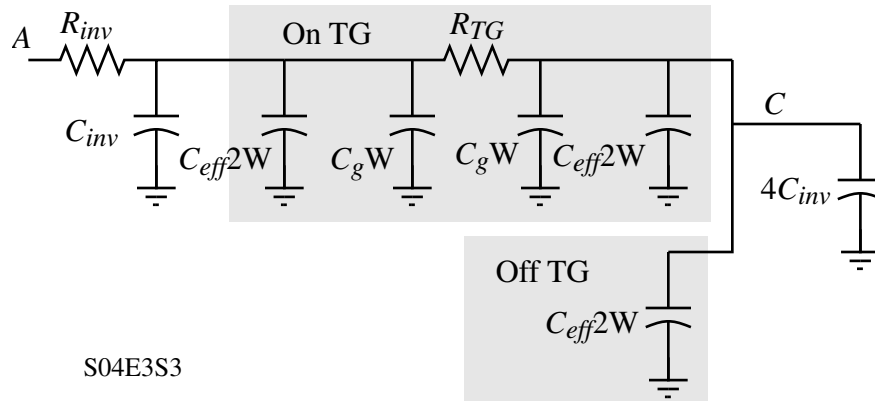 R_inv On TG R_TG
A
C
C_inv C_eff2W C_gW C_gW C_eff2W
4C_inv
Off TG
C_eff2W
S04E3S3